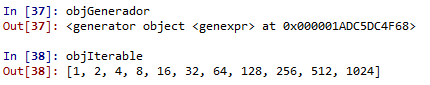 In [37]: objGenerador
Out[37]: <generator object <genexpr> at 0x000001ADC5DC4F68>
In [38]: objIterable
Out[38]: [1, 2, 4, 8, 16, 32, 64, 128, 256, 512, 1024]